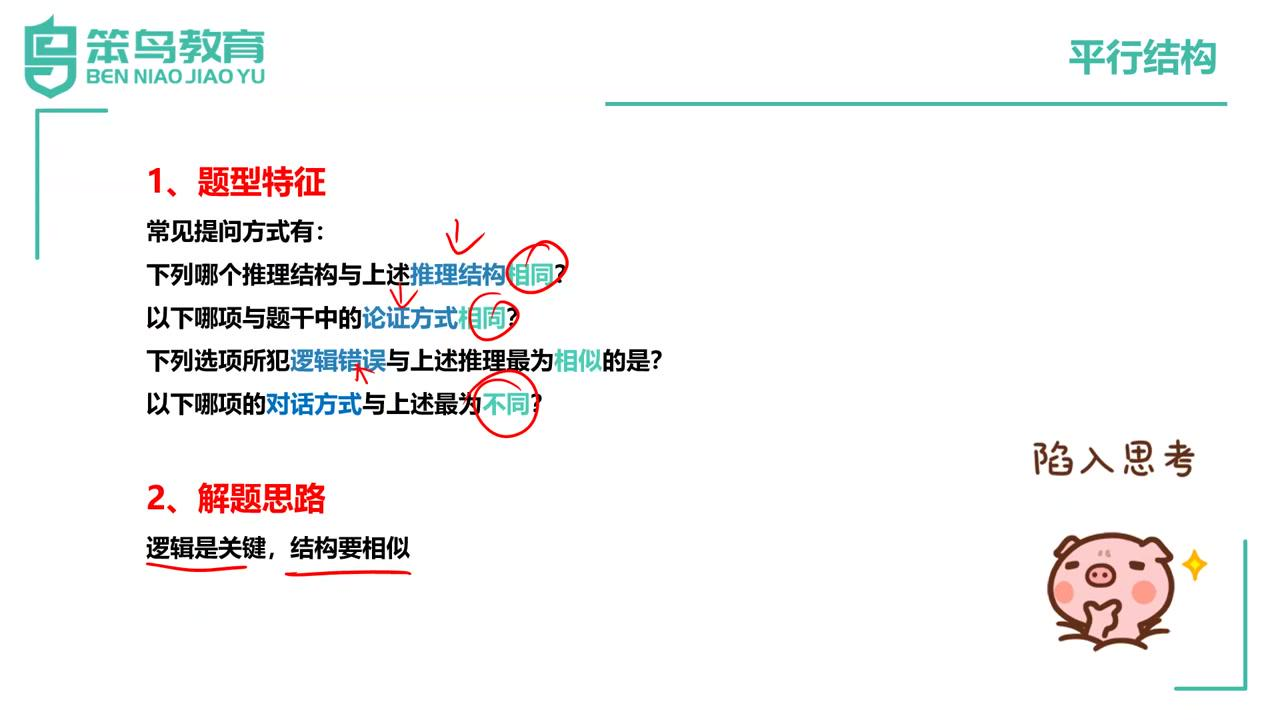 笨鸟教育
BEN NIAO JIAO YU
平行结构
1、题型特征
常见提问方式有：
下列哪个推理结构与上述推理结构相同？
以下哪项与题干中的论证方式相同？
下列选项所犯逻辑错误与上述推理最为相似的是？
以下哪项的对话方式与上述最为不同？
陷入思考
2、解题思路
逻辑是关键，结构要相似